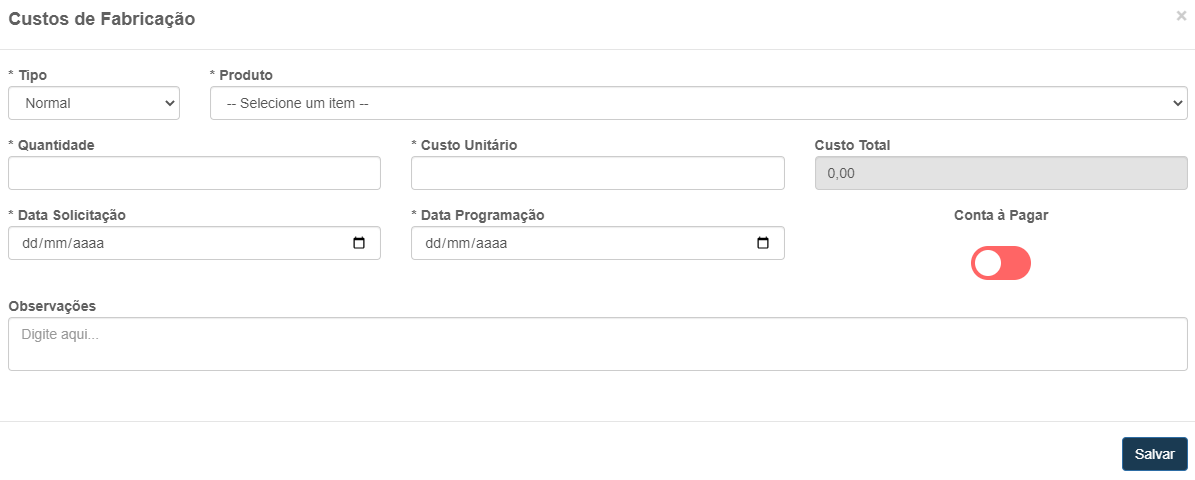 Custos de Fabricação ×
* Tipo * Produto
Normal -- Selecione um item --
* Quantidade * Custo Unitário Custo Total
0,00
* Data Solicitação * Data Programação Conta à Pagar
dd/mm/aaaa dd/mm/aaaa
Observações
Digite aqui...
Salvar